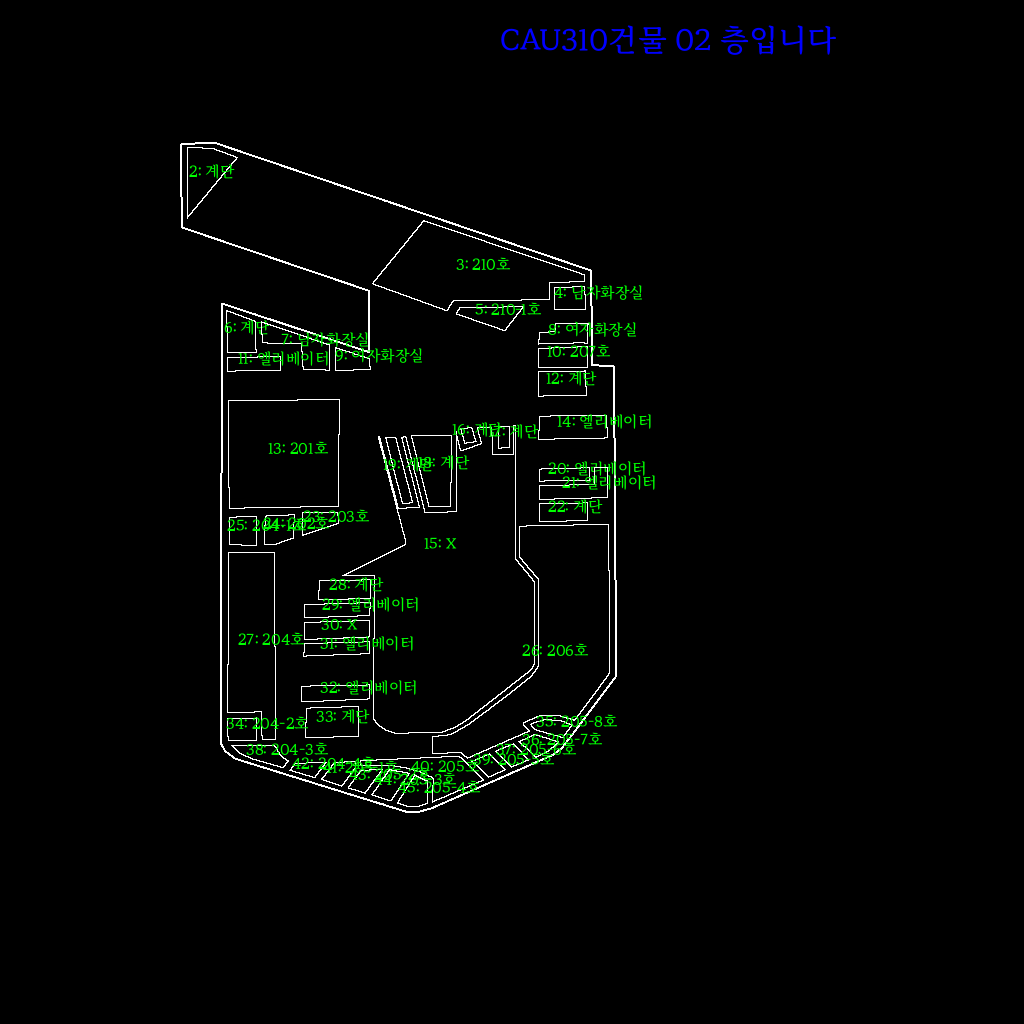 CAU310건물 02 층입니다
2: 계단
3: 210호
4: 남자화장실
5: 210-1호
6: 계단
8: 여자화장실
7: 남자화장실
10: 207호
9: 여자화장실
11: 엘리베이터
12: 계단
14: 엘리베이터
16: 계단
17: 계단
13: 201호
18: 계단
19: 계단
20: 엘리베이터
21: 엘리베이터
22: 계단
23: 203호
25: 204-1호
15: X
28: 계단
29: 엘리베이터
30: X
27: 204호
31: 엘리베이터
26: 206호
32: 엘리베이터
33: 계단
34: 204-2호
35: 205-8호
36: 205-7호
38: 204-3호
37: 205-6호
39: 205-5호
42: 204-4호
40: 205호
45: 205-4호